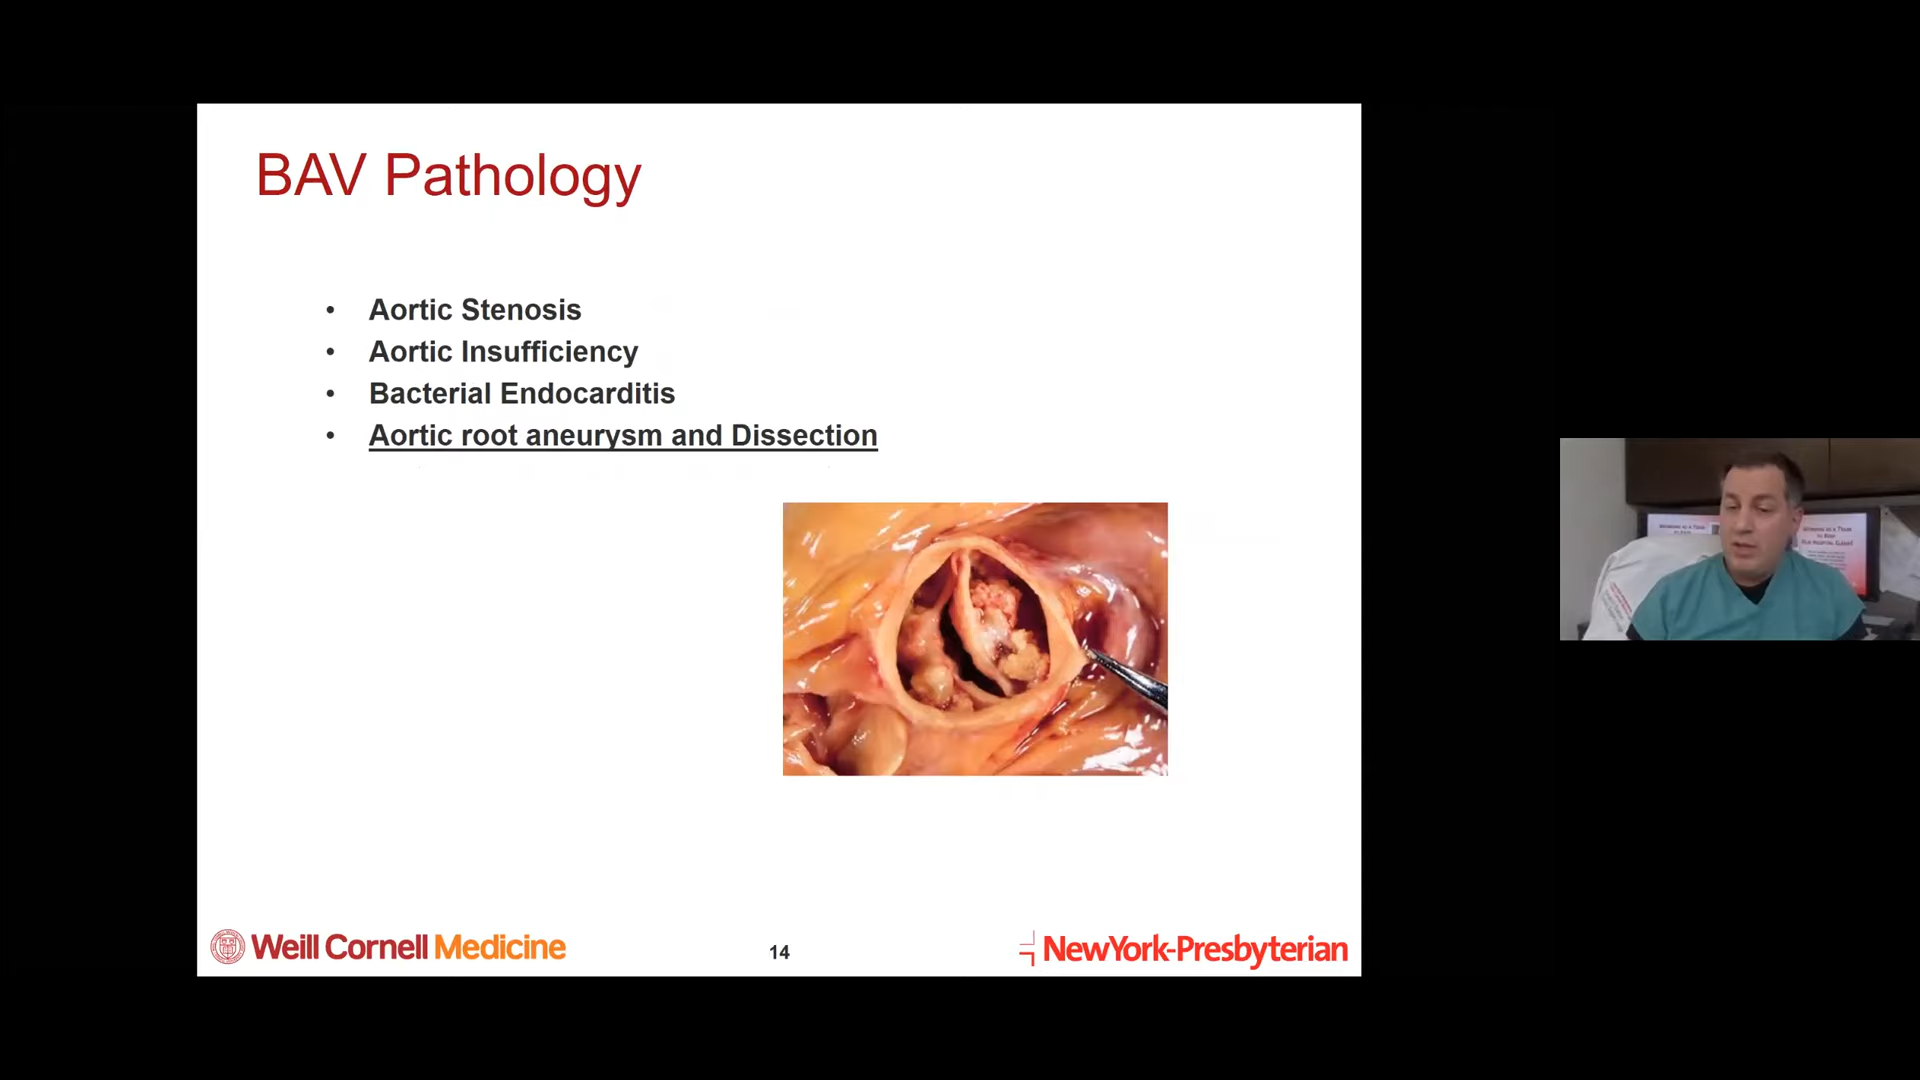 BAV Pathology
• Aortic Stenosis
• Aortic Insufficiency
• Bacterial Endocarditis
• Aortic root aneurysm and Dissection
Weill Cornell Medicine
14
NewYork-Presbyterian